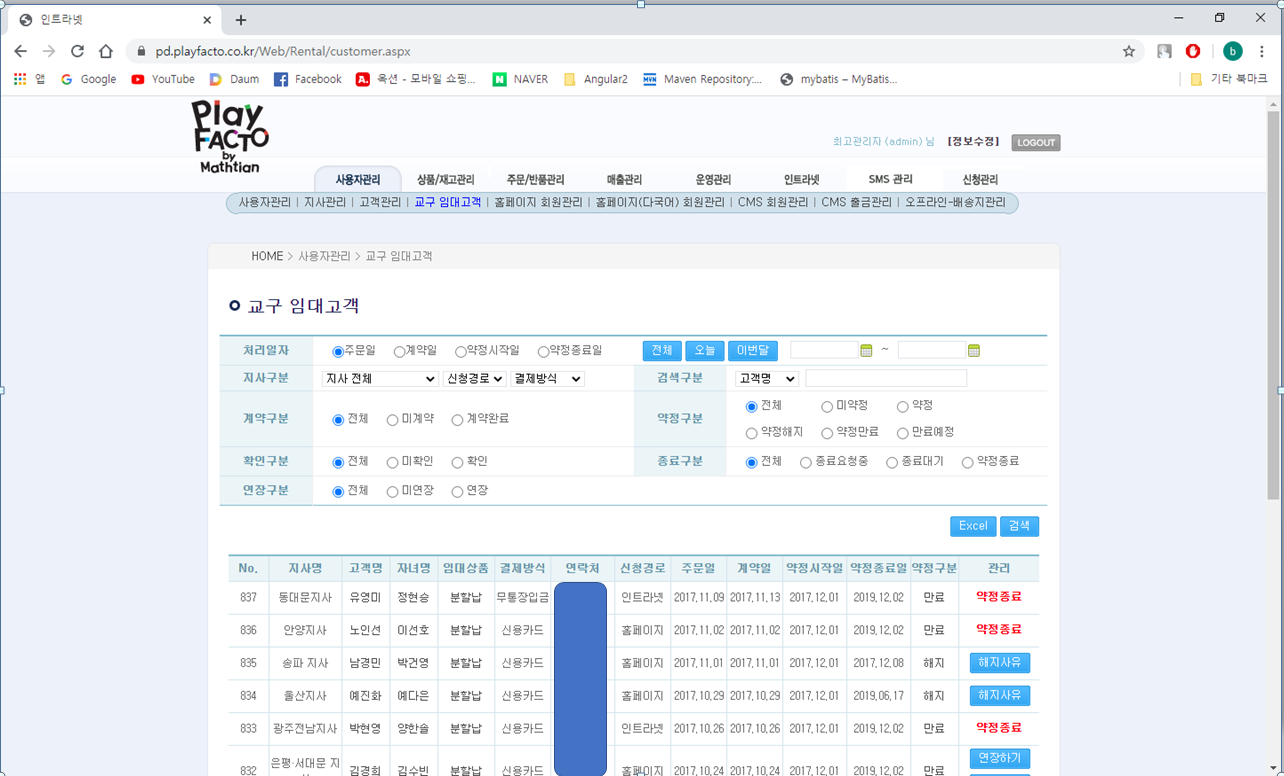 인트라넷
pd.playfacto.co.kr/Web/Rental/customer.aspx
b
앱 Google YouTube Daum Facebook 옥션 - 모바일 쇼핑... NAVER Angular2 Maven Repository:... mybatis – MyBatis... 기타 북마크
Play
FACTO
by
Mathtian
최고관리자 (admin) 님 [정보수정] LOGOUT
사용자관리 상품/재고관리 주문/반품관리 매출관리 운영관리 인트라넷 SMS 관리 신청관리
사용자관리 | 지사관리 | 고객관리 | 교구 임대고객 | 홈페이지 회원관리 | 홈페이지(다국어) 회원관리 | CMS 회원관리 | CMS 출금관리 | 오프라인-배송지관리
HOME > 사용자관리 > 교구 임대고객
교구 임대고객
처리일자 주문일 계약일 약정시작일 약정종료일 전체 오늘 이번달 ~
지사구분 지사 전체 신청경로 결제방식 검색구분 고객명
계약구분 전체 미계약 계약완료 약정구분 전체 미약정 약정
약정해지 약정만료 만료예정
확인구분 전체 미확인 확인 종료구분 전체 종료요청중 종료대기 약정종료
연장구분 전체 미연장 연장
Excel 검색
No. 지사명 고객명 자녀명 임대상품 결제방식 연락처 신청경로 주문일 계약일 약정시작일 약정종료일 약정구분 관리
837 동대문지사 유영미 정현승 분할납 무통장입금 인트라넷 2017.11.09 2017.11.13 2017.12.01 2019.12.02 만료 약정종료
836 안양지사 노인선 이선호 분할납 신용카드 홈페이지 2017.11.02 2017.11.02 2017.12.01 2019.12.02 만료 약정종료
835 송파 지사 남경민 박건영 분할납 신용카드 홈페이지 2017.11.01 2017.11.01 2017.12.01 2017.12.08 해지 해지사유
834 울산지사 예진화 예다은 분할납 신용카드 홈페이지 2017.10.29 2017.10.29 2017.12.01 2019.06.17 해지 해지사유
833 광주전남지사 박현영 양한솔 분할납 신용카드 인트라넷 2017.10.26 2017.10.26 2017.12.01 2019.12.02 만료 약정종료
832 은평서대문 지 김경희 김수빈 분할납 신용카드 홈페이지 2017.10.24 2017.10.24 2017.12.01 2019.12.02 만료 연장하기